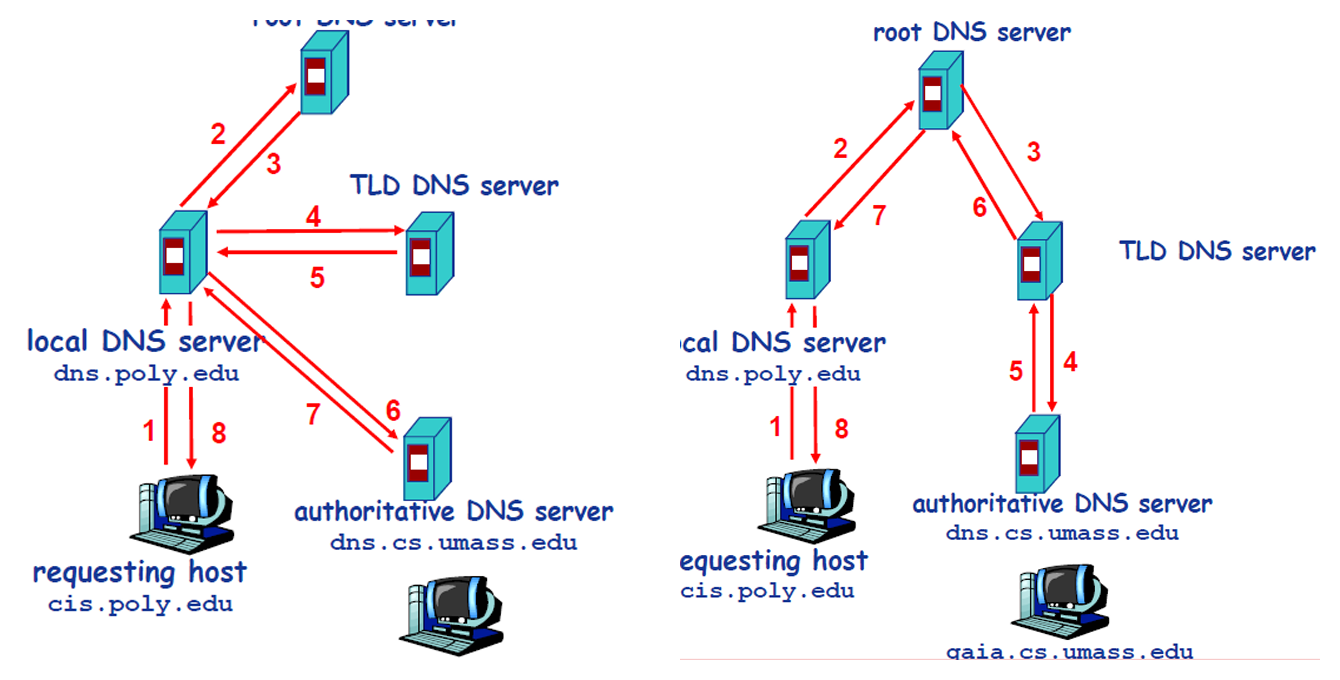 root DNS server
2
3
TLD DNS server
4
5
local DNS server
dns.poly.edu
6
7
1
8
authoritative DNS server
dns.cs.umass.edu
requesting host
cis.poly.edu
root DNS server
2
3
7
6
TLD DNS server
ocal DNS server
dns.poly.edu
5
4
1
8
authoritative DNS server
dns.cs.umass.edu
equesting host
cis.poly.edu
gaia.cs.umass.edu